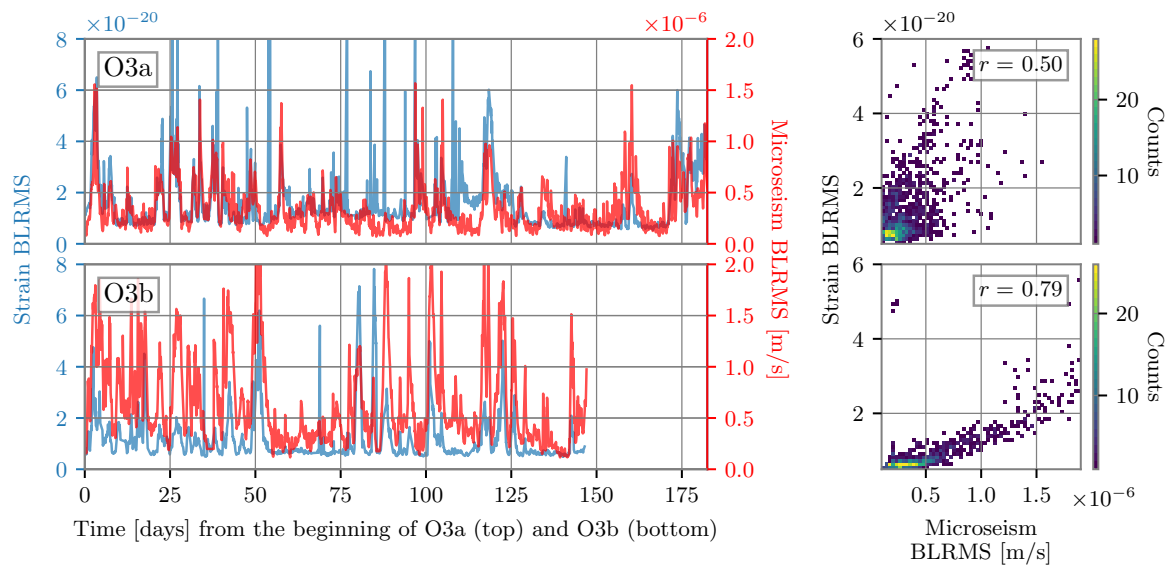 ×10⁻²⁰
×10⁻⁶
×10⁻²⁰
8
6
4
2
0
O3a
2.0
1.5
1.0
0.5
0.0
6
4
2
r = 0.50
20
10
Counts
Strain BLRMS
Microseism BLRMS [m/s]
Strain BLRMS
8
6
4
2
0
O3b
2.0
1.5
1.0
0.5
0.0
6
4
2
r = 0.79
20
10
Counts
0 25 50 75 100 125 150 175
0.5 1.0 1.5
×10⁻⁶
Time [days] from the beginning of O3a (top) and O3b (bottom)
Microseism
BLRMS [m/s]